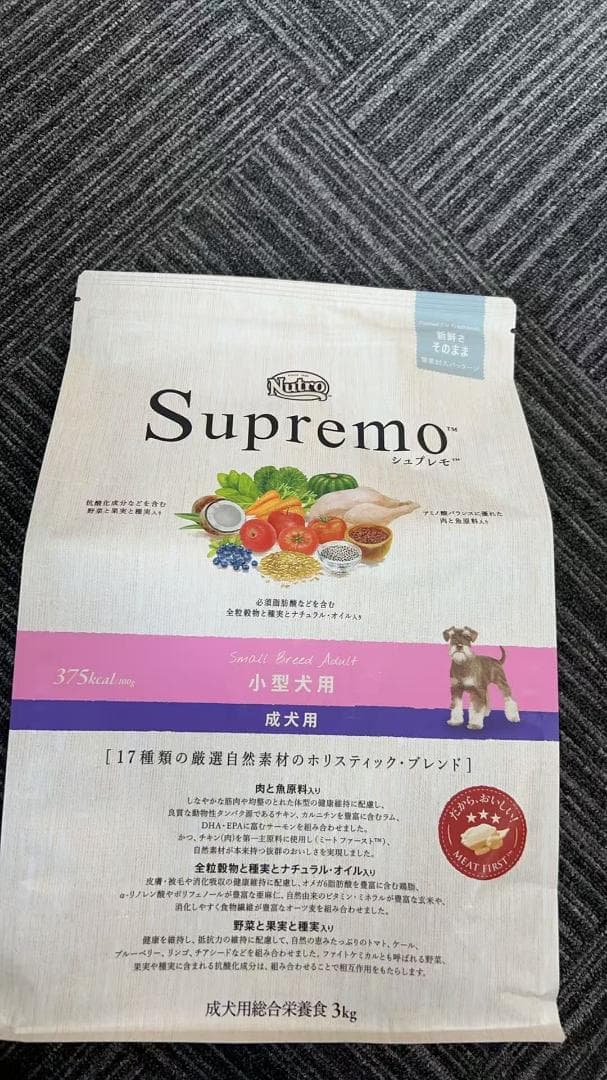 新鮮さ
そのまま
窒素封入パッケージ
Nutro™
Supremo™
シュプレモ™
抗酸化成分などを含む
野菜と果実と種実入り
アミノ酸バランスに優れた
肉と魚原料入り
必須脂肪酸などを含む
全粒穀物と種実とナチュラル・オイル入り
Small Breed Adult
375kcal/100g
小型犬用
成犬用
[17種類の厳選自然素材のホリスティック・ブレンド]
肉と魚原料入り
しなやかな筋肉や均整のとれた体型の健康維持に配慮し、
良質な動物性タンパク源であるチキン、カルニチンを豊富に含むラム、
DHA・EPAに富むサーモンを組み合わせました。
かつ、チキン(肉)を第一主原料に使用し(ミートファースト™)、
自然素材が本来持つ抜群のおいしさを実現しました。
だから、おいしい!
MEAT FIRST™
全粒穀物と種実とナチュラル・オイル入り
皮膚・被毛や消化吸収の健康維持に配慮し、オメガ6脂肪酸を豊富に含む鶏脂、
α-リノレン酸やポリフェノールが豊富な亜麻仁、自然由来のビタミン・ミネラルが豊富な玄米や、
消化しやすく食物繊維が豊富なオーツ麦を組み合わせました。
野菜と果実と種実入り
健康を維持し、抵抗力の維持に配慮して、自然の恵みたっぷりのトマト、ケール、
ブルーベリー、リンゴ、チアシードなどを組み合わせました。ファイトケミカルとも呼ばれる野菜、
果実や種実に含まれる抗酸化成分は、組み合わせることで相互作用をもたらします。
成犬用総合栄養食 3kg